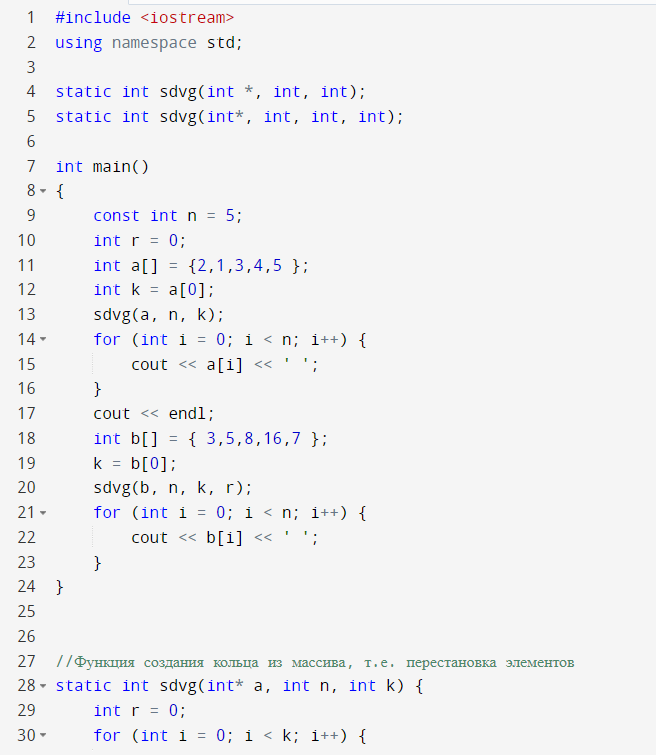 1 #include <iostream>
2 using namespace std;
3
4 static int sdvg(int *, int, int);
5 static int sdvg(int*, int, int, int);
6
7 int main()
8 {
9     const int n = 5;
10     int r = 0;
11     int a[] = {2,1,3,4,5 };
12     int k = a[0];
13     sdvg(a, n, k);
14     for (int i = 0; i < n; i++) {
15         cout << a[i] << ' ';
16     }
17     cout << endl;
18     int b[] = { 3,5,8,16,7 };
19     k = b[0];
20     sdvg(b, n, k, r);
21     for (int i = 0; i < n; i++) {
22         cout << b[i] << ' ';
23     }
24 }
25
26
27 //Функция создания кольца из массива, т.е. перестановка элементов
28 static int sdvg(int* a, int n, int k) {
29     int r = 0;
30     for (int i = 0; i < k; i++) {